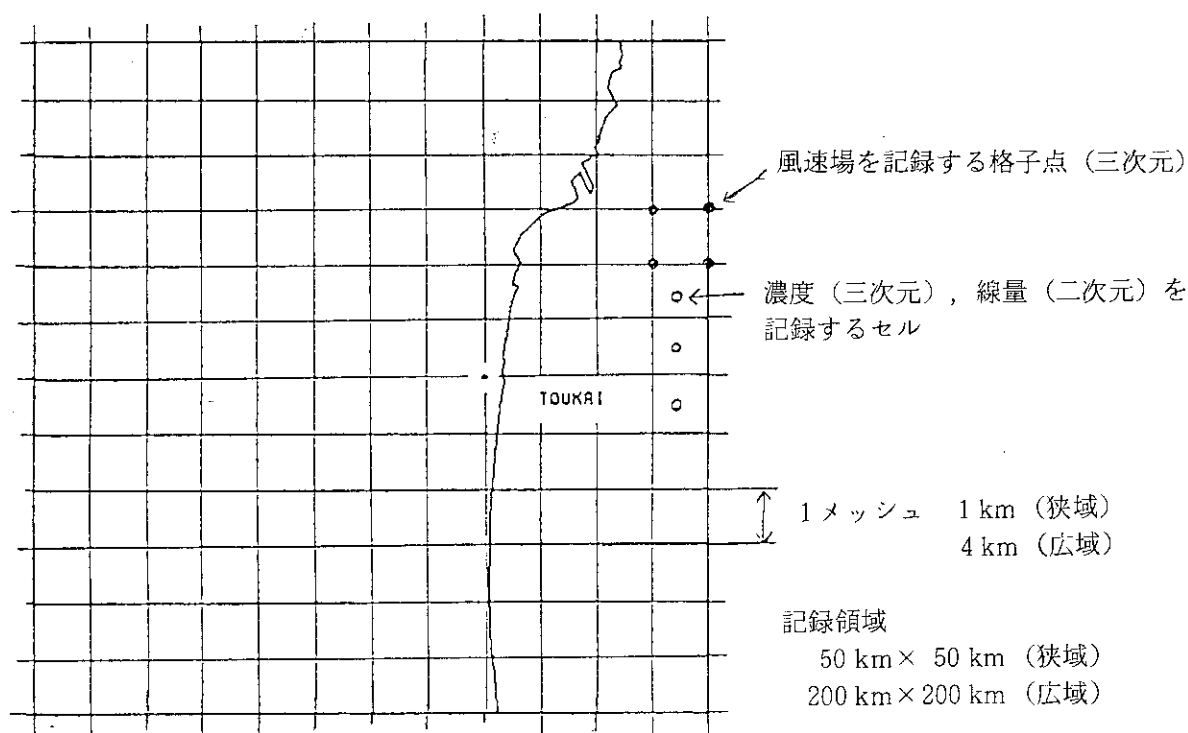 風速場を記録する格子点（三次元）
濃度（三次元），線量（二次元）を
記録するセル
TOUKAI
1メッシュ 1 km（狭域）
4 km（広域）
記録領域
50 km× 50 km（狭域）
200 km×200 km（広域）